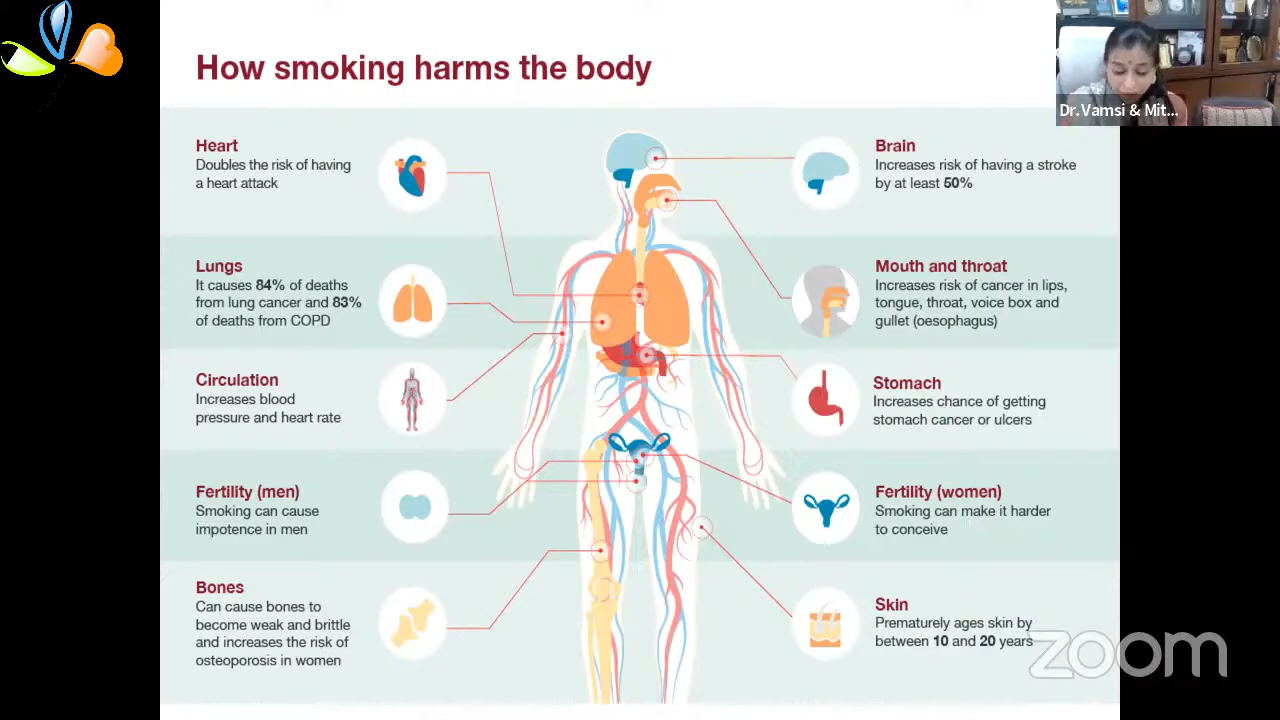 How smoking harms the body
Dr.Vamsi & Mit...
Heart
Doubles the risk of having
a heart attack
Brain
Increases risk of having a stroke
by at least 50%
Lungs
It causes 84% of deaths
from lung cancer and 83%
of deaths from COPD
Mouth and throat
Increases risk of cancer in lips,
tongue, throat, voice box and
gullet (oesophagus)
Circulation
Increases blood
pressure and heart rate
Stomach
Increases chance of getting
stomach cancer or ulcers
Fertility (men)
Smoking can cause
impotence in men
Fertility (women)
Smoking can make it harder
to conceive
Bones
Can cause bones to
become weak and brittle
and increases the risk of
osteoporosis in women
Skin
Prematurely ages skin by
between 10 and 20 years
zoom